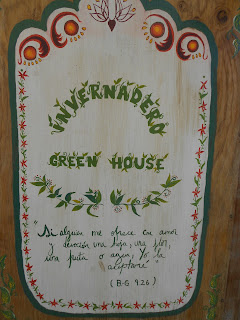 INVERNADERO
GREEN HOUSE
"Si alguien me ofrece con amor
y devoción una hoja, una flor,
una fruta o agua, Yo la
aceptaré"
(B·G 9.26)